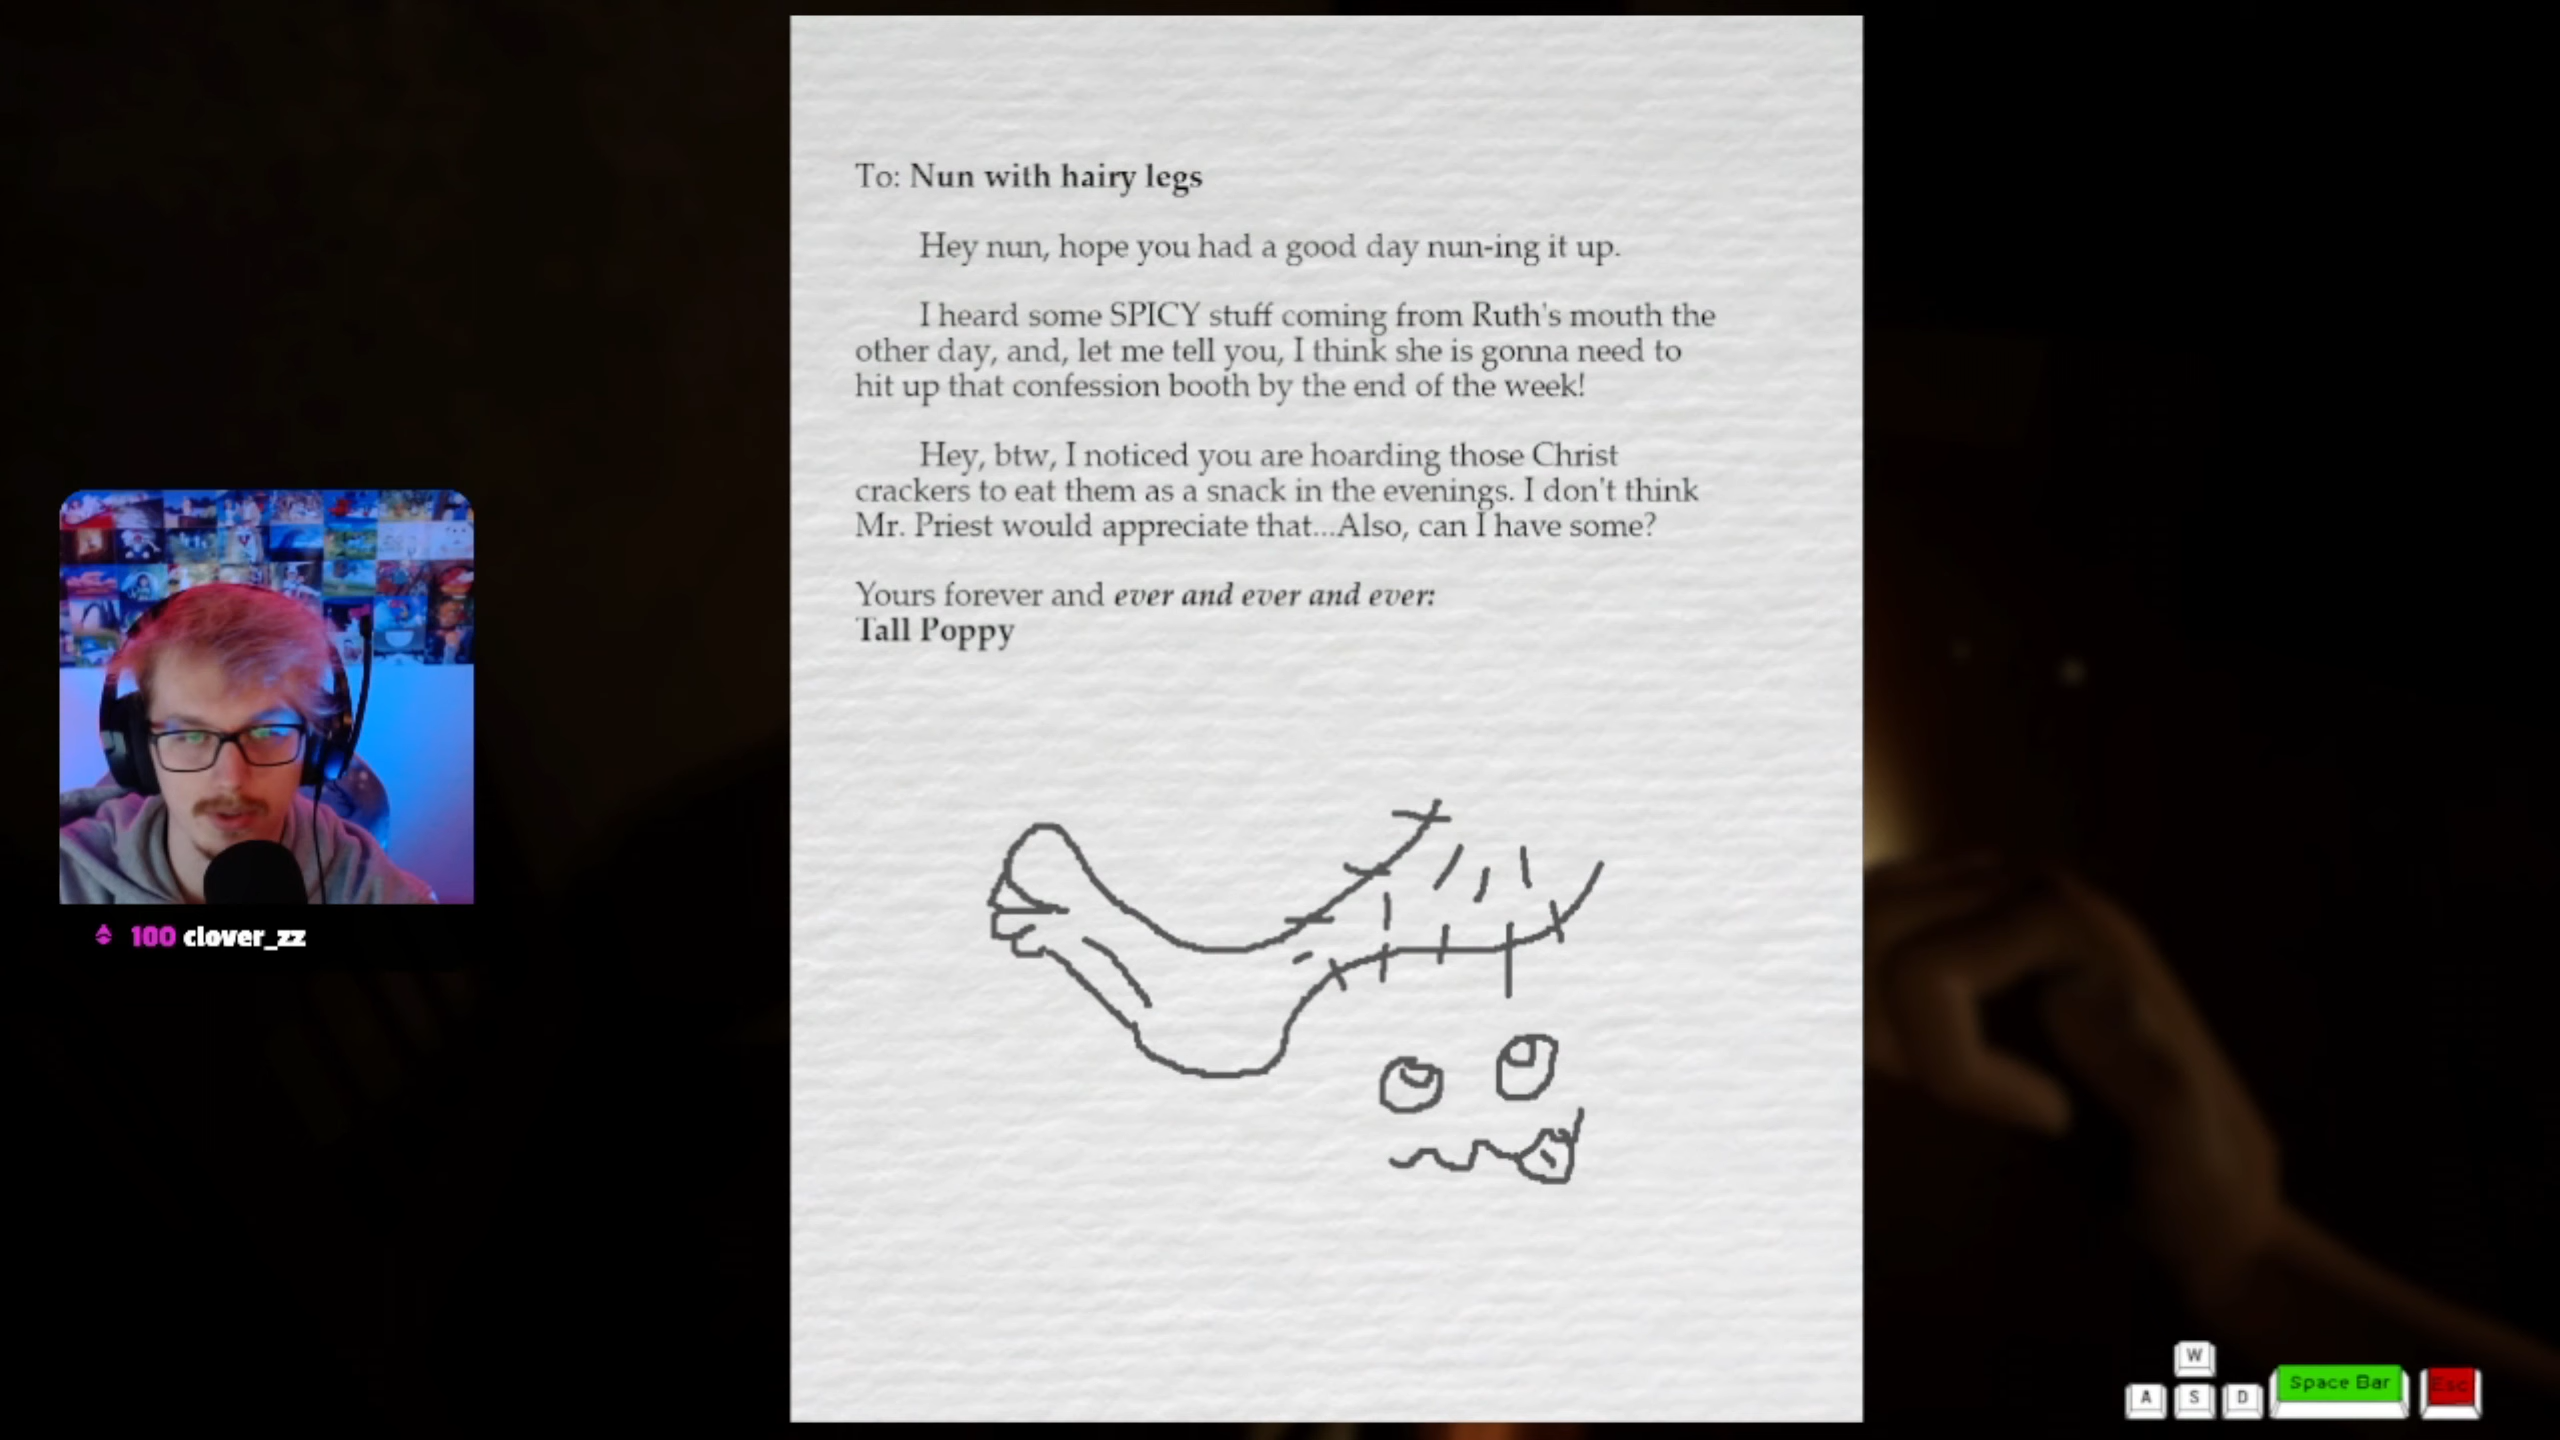 To: Nun with hairy legs
Hey nun, hope you had a good day nun-ing it up.
I heard some SPICY stuff coming from Ruth's mouth the
other day, and, let me tell you, I think she is gonna need to
hit up that confession booth by the end of the week!
Hey, btw, I noticed you are hoarding those Christ
crackers to eat them as a snack in the evenings. I don't think
Mr. Priest would appreciate that...Also, can I have some?
Yours forever and ever and ever and ever:
Tall Poppy
100 clover_zz
W
A S D Space Bar Esc